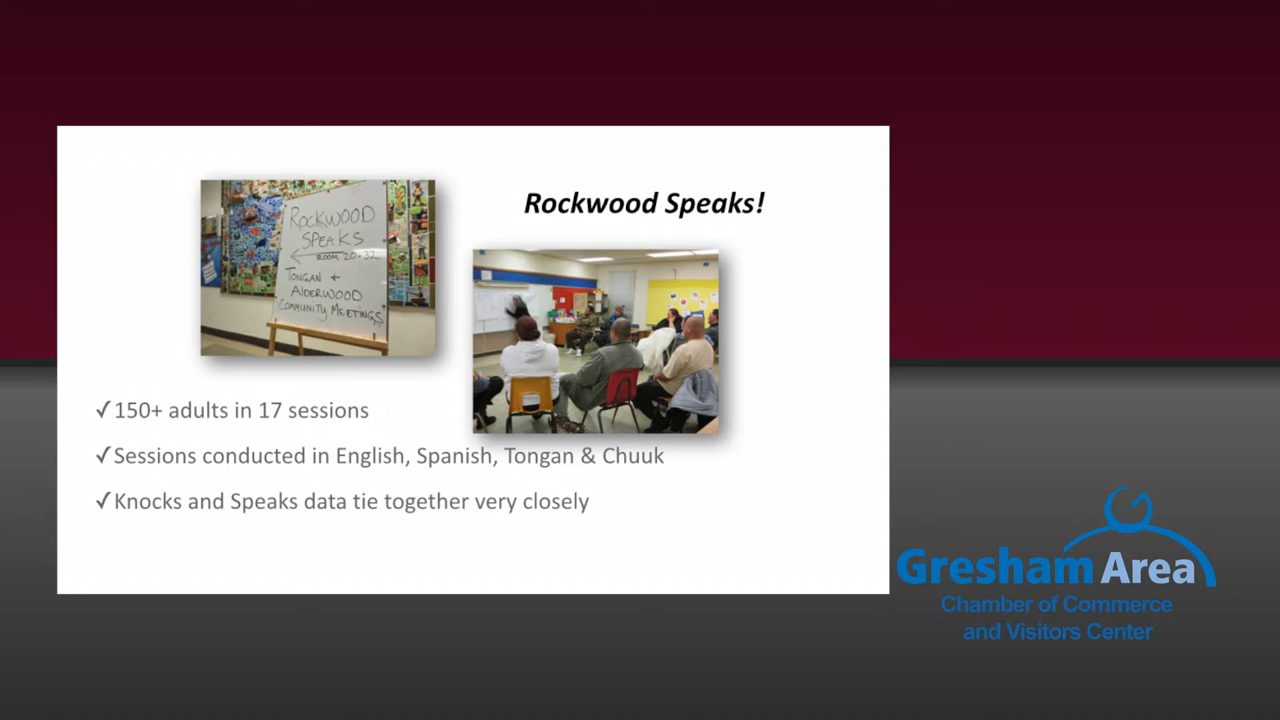 Rockwood Speaks!
ROCKWOOD
SPEAKS
ROOM 20+32
TONGAN +
ALDERWOOD
COMMUNITY MEETINGS
✓150+ adults in 17 sessions
✓Sessions conducted in English, Spanish, Tongan & Chuuk
✓Knocks and Speaks data tie together very closely
Gresham Area
Chamber of Commerce
and Visitors Center